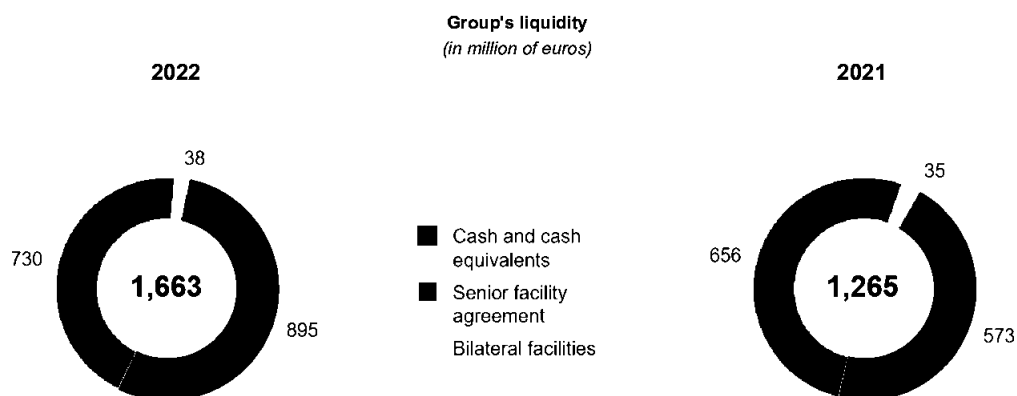 Group's liquidity
(in million of euros)
2022
2021
38
35
730
1,663
895
Cash and cash
equivalents
Senior facility
agreement
Bilateral facilities
656
1,265
573